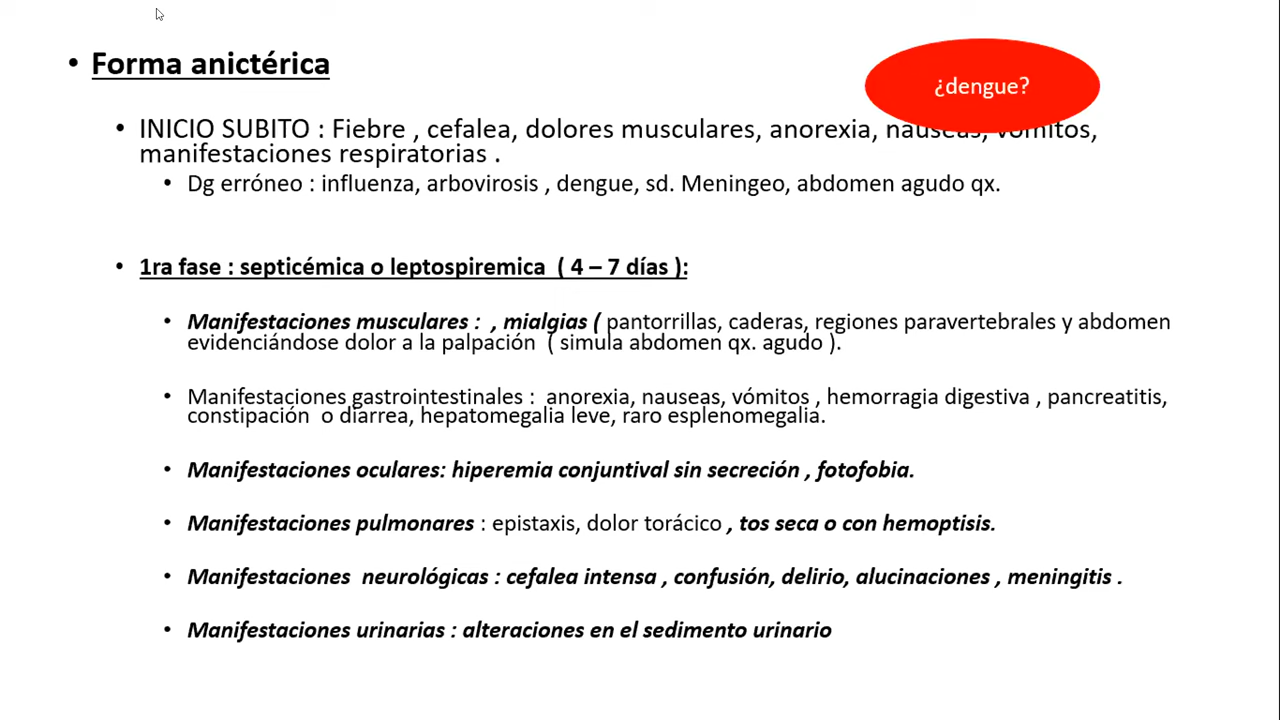 Forma anictérica
¿dengue?
INICIO SUBITO : Fiebre , cefalea, dolores musculares, anorexia, nauseas, vómitos,
manifestaciones respiratorias .
Dg erróneo : influenza, arbovirosis , dengue, sd. Meningeo, abdomen agudo qx.
1ra fase : septicémica o leptospiremica ( 4 – 7 días ):
Manifestaciones musculares : , mialgias ( pantorrillas, caderas, regiones paravertebrales y abdomen
evidenciándose dolor a la palpación ( simula abdomen qx. agudo ).
Manifestaciones gastrointestinales : anorexia, nauseas, vómitos , hemorragia digestiva , pancreatitis,
constipación o diarrea, hepatomegalia leve, raro esplenomegalia.
Manifestaciones oculares: hiperemia conjuntival sin secreción , fotofobia.
Manifestaciones pulmonares : epistaxis, dolor torácico , tos seca o con hemoptisis.
Manifestaciones neurológicas : cefalea intensa , confusión, delirio, alucinaciones , meningitis .
Manifestaciones urinarias : alteraciones en el sedimento urinario